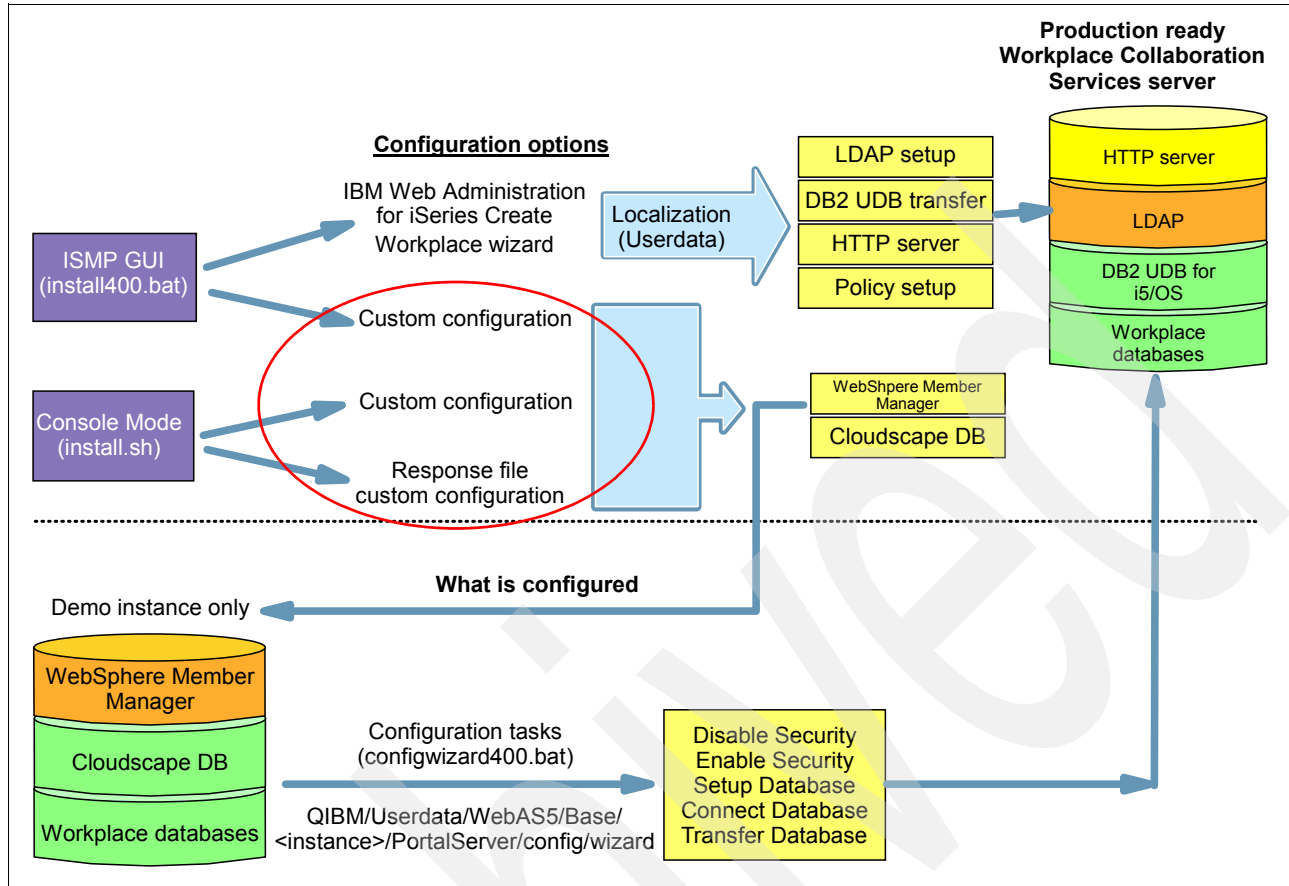 Production ready
Workplace Collaboration
Services server
Configuration options
IBM Web Administration
for iSeries Create
Workplace wizard
ISMP GUI
(install400.bat)
Custom configuration
Console Mode
(install.sh)
Custom configuration
Response file
custom configuration
Localization
(Userdata)
LDAP setup
DB2 UDB transfer
HTTP server
Policy setup
HTTP server
LDAP
DB2 UDB for
i5/OS
Workplace
databases
WebShpere Member
Manager
Cloudscape DB
What is configured
Demo instance only
WebSphere Member
Manager
Cloudscape DB
Workplace databases
Configuration tasks
(configwizard400.bat)
QIBM/Userdata/WebAS5/Base/
<instance>/PortalServer/config/wizard
Disable Security
Enable Security
Setup Database
Connect Database
Transfer Database